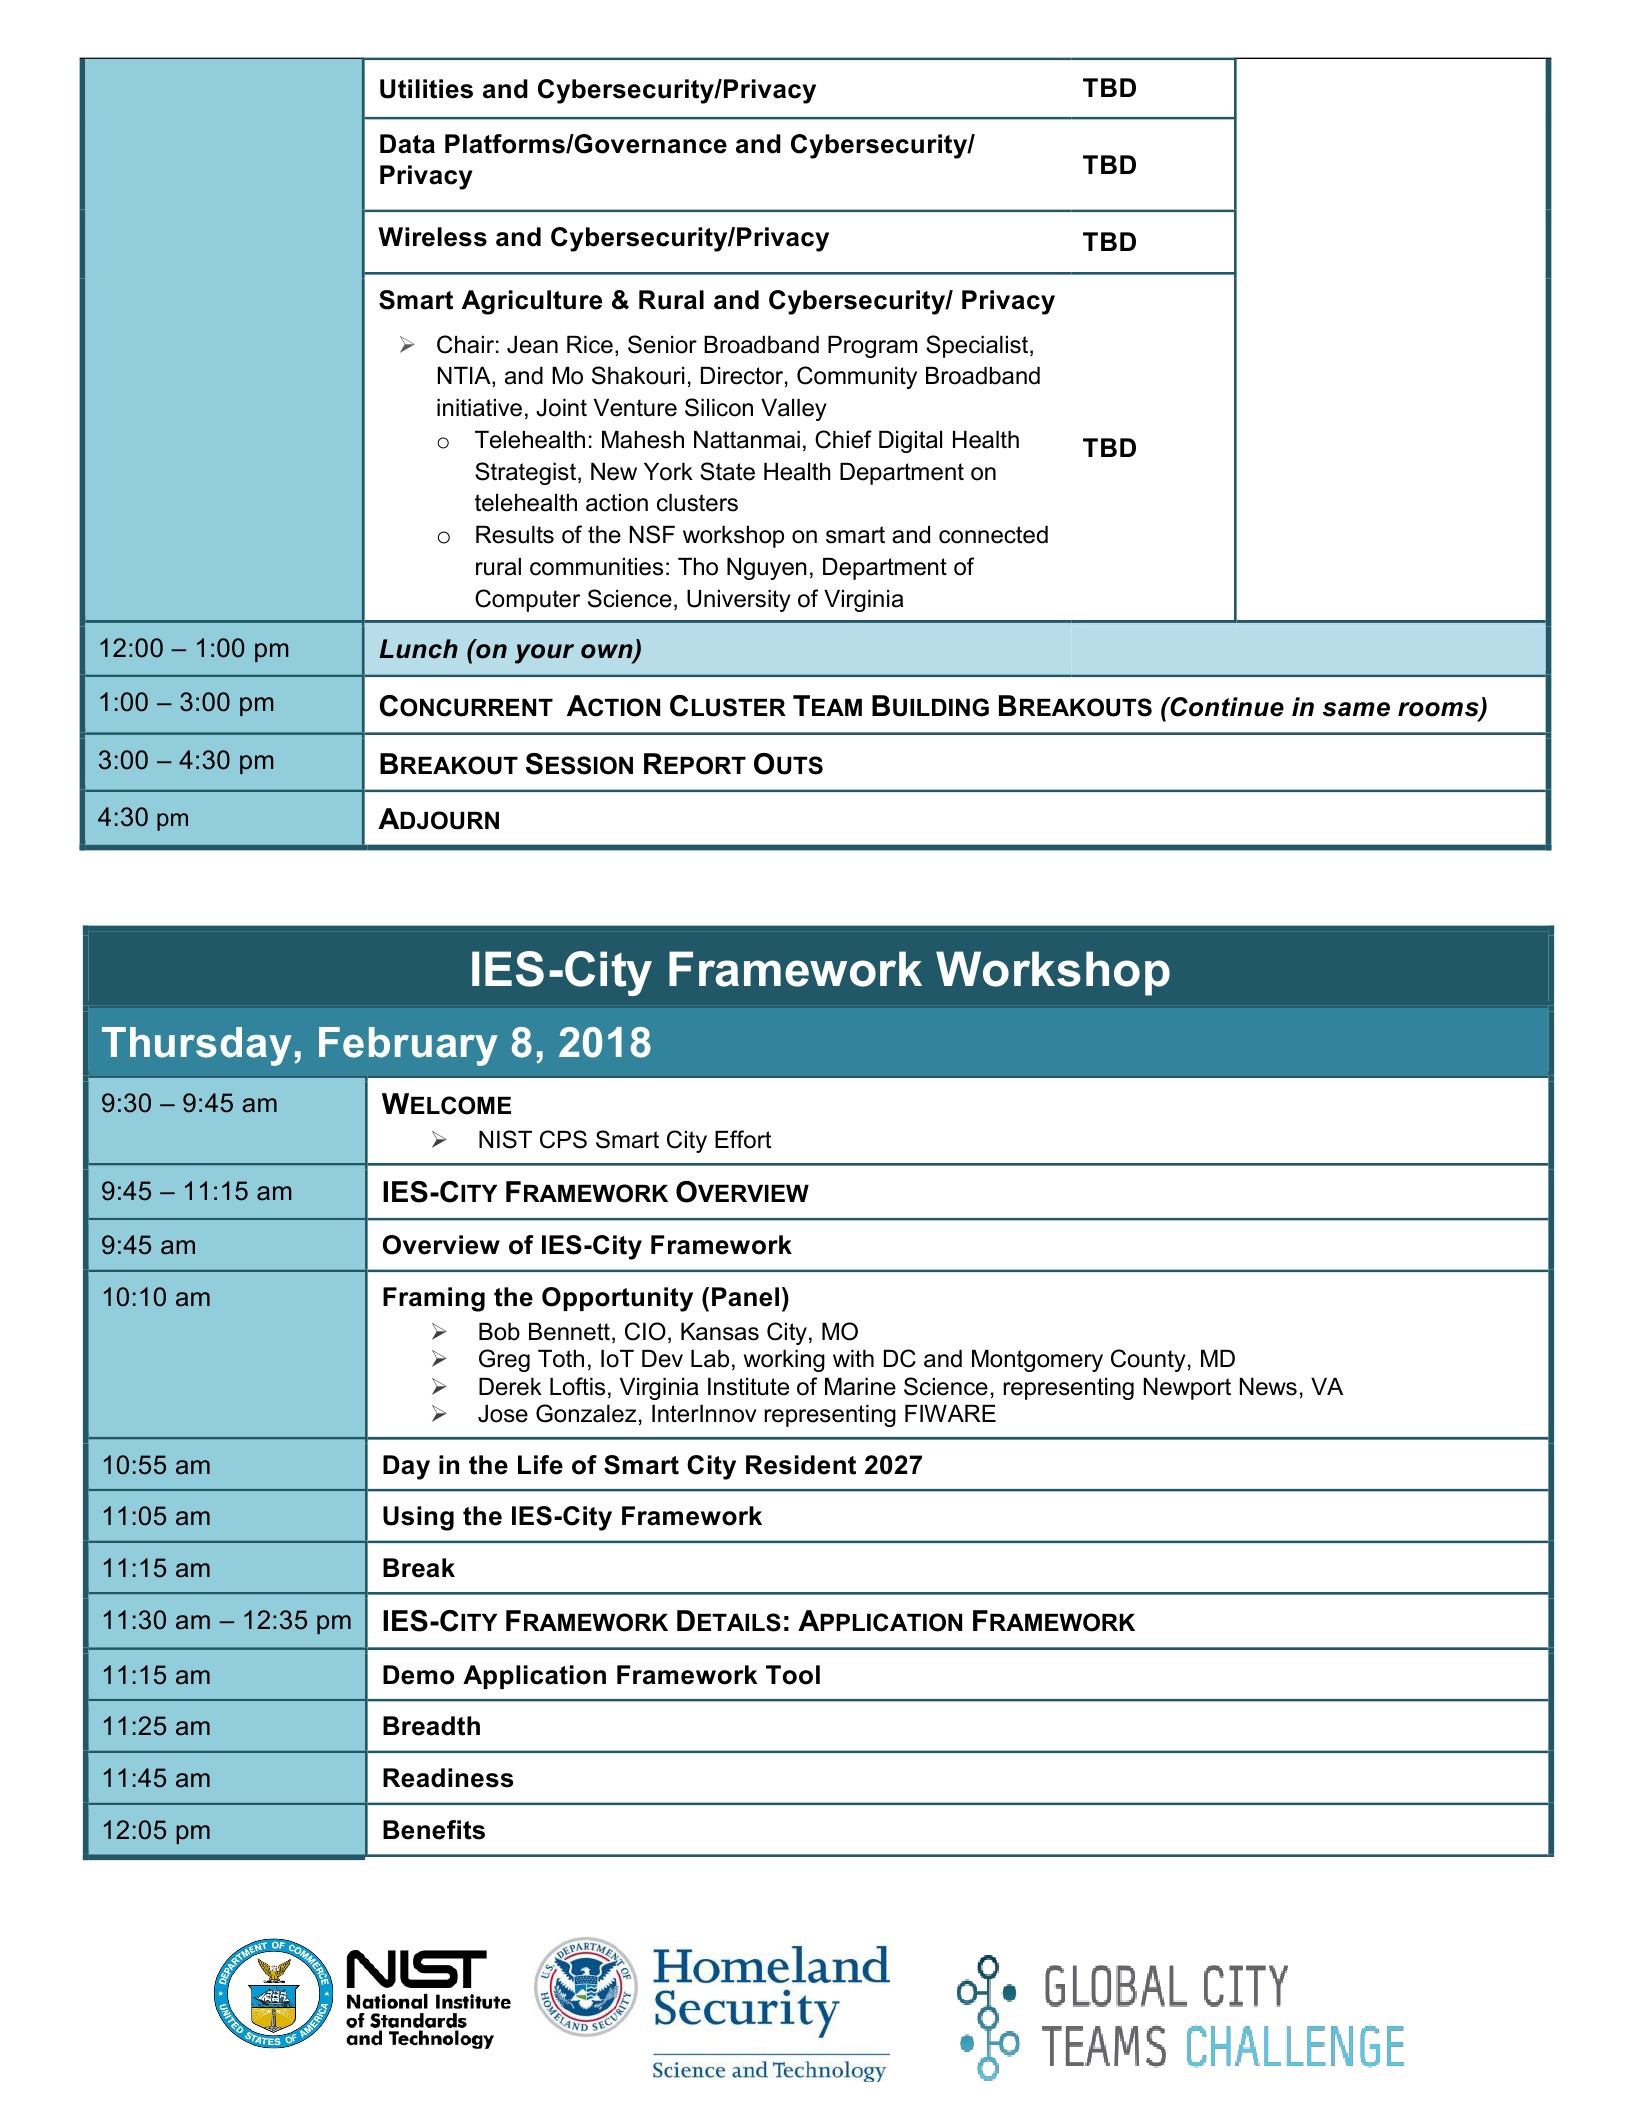 Utilities and Cybersecurity/Privacy TBD
Data Platforms/Governance and Cybersecurity/
Privacy
TBD
Wireless and Cybersecurity/Privacy TBD
Smart Agriculture & Rural and Cybersecurity/ Privacy
➢ Chair: Jean Rice, Senior Broadband Program Specialist,
NTIA, and Mo Shakouri, Director, Community Broadband
initiative, Joint Venture Silicon Valley
o Telehealth: Mahesh Nattanmai, Chief Digital Health
Strategist, New York State Health Department on
telehealth action clusters
o Results of the NSF workshop on smart and connected
rural communities: Tho Nguyen, Department of
Computer Science, University of Virginia
TBD
12:00 – 1:00 pm Lunch (on your own)
1:00 – 3:00 pm CONCURRENT ACTION CLUSTER TEAM BUILDING BREAKOUTS (Continue in same rooms)
3:00 – 4:30 pm BREAKOUT SESSION REPORT OUTS
4:30 pm ADJOURN
IES-City Framework Workshop
Thursday, February 8, 2018
9:30 – 9:45 am WELCOME
➢ NIST CPS Smart City Effort
9:45 – 11:15 am IES-CITY FRAMEWORK OVERVIEW
9:45 am Overview of IES-City Framework
10:10 am Framing the Opportunity (Panel)
➢ Bob Bennett, CIO, Kansas City, MO
➢ Greg Toth, IoT Dev Lab, working with DC and Montgomery County, MD
➢ Derek Loftis, Virginia Institute of Marine Science, representing Newport News, VA
➢ Jose Gonzalez, InterInnov representing FIWARE
10:55 am Day in the Life of Smart City Resident 2027
11:05 am Using the IES-City Framework
11:15 am Break
11:30 am – 12:35 pm IES-CITY FRAMEWORK DETAILS: APPLICATION FRAMEWORK
11:15 am Demo Application Framework Tool
11:25 am Breadth
11:45 am Readiness
12:05 pm Benefits
DEPARTMENT OF COMMERCE
UNITED STATES OF AMERICA
NIST
National Institute
of Standards
and Technology
U.S. DEPARTMENT OF
HOMELAND SECURITY
Homeland
Security
Science and Technology
GLOBAL CITY
TEAMS CHALLENGE